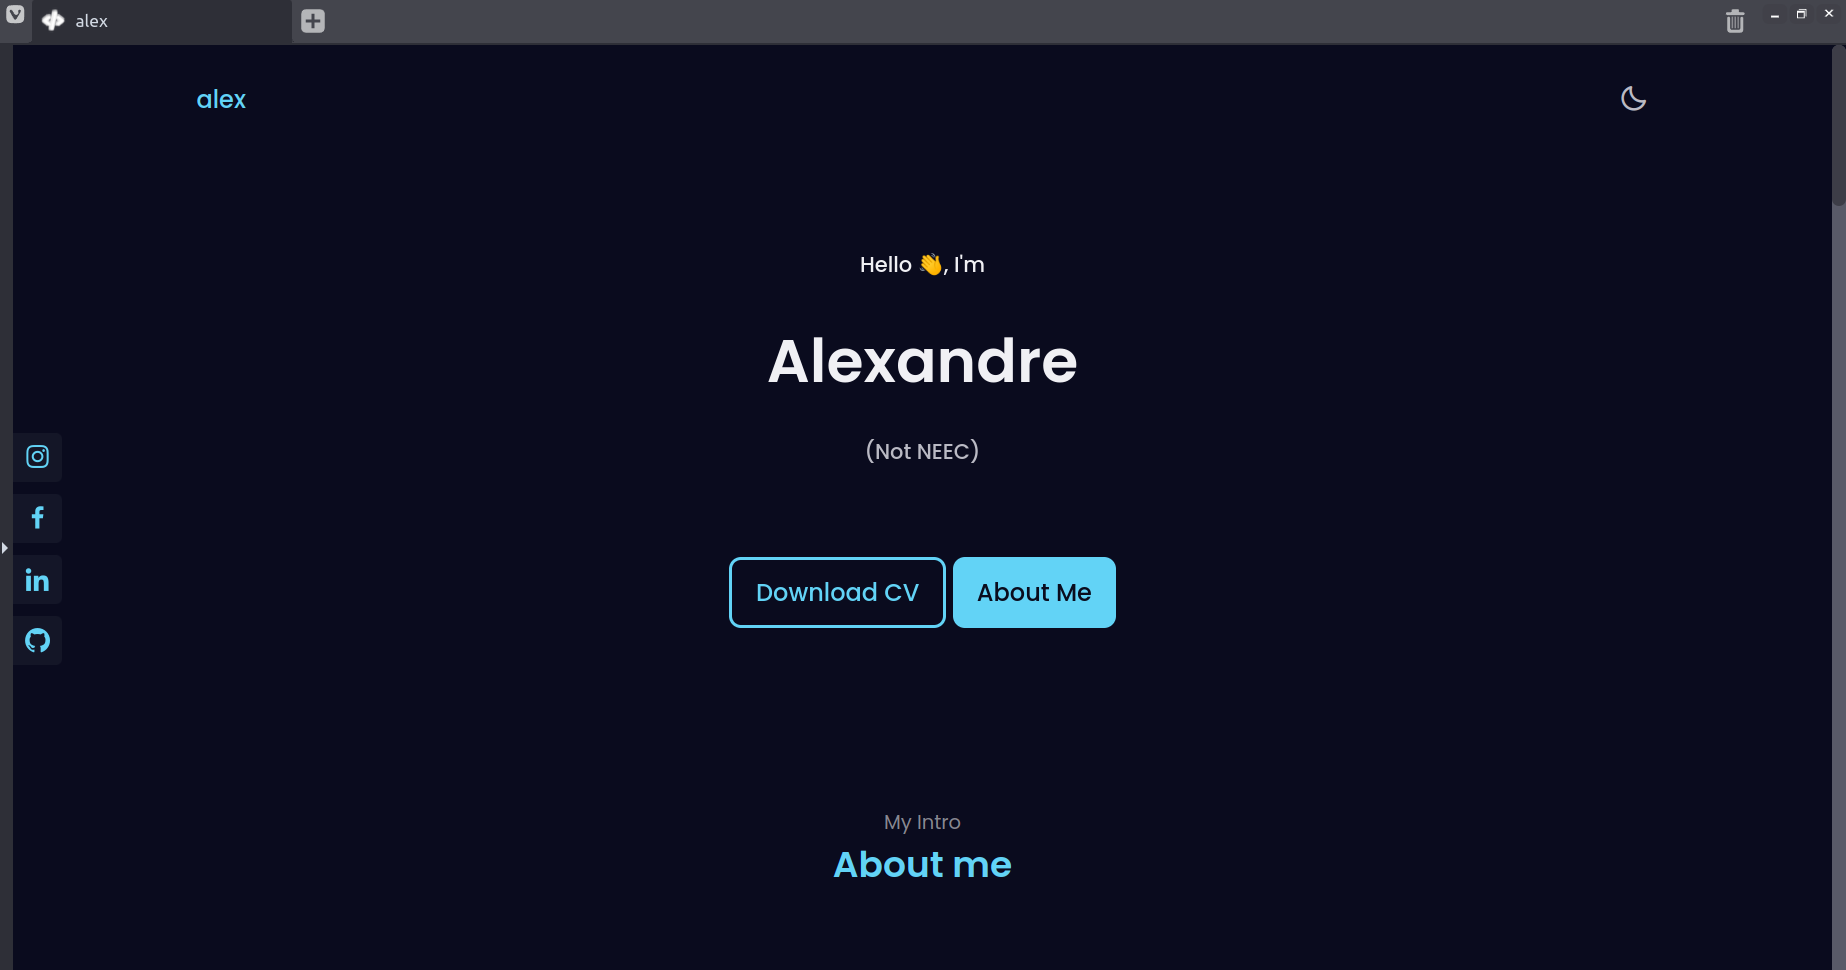 alex
alex
Hello 👋, I'm
Alexandre
(Not NEEC)
Download CV
About Me
My Intro
About me